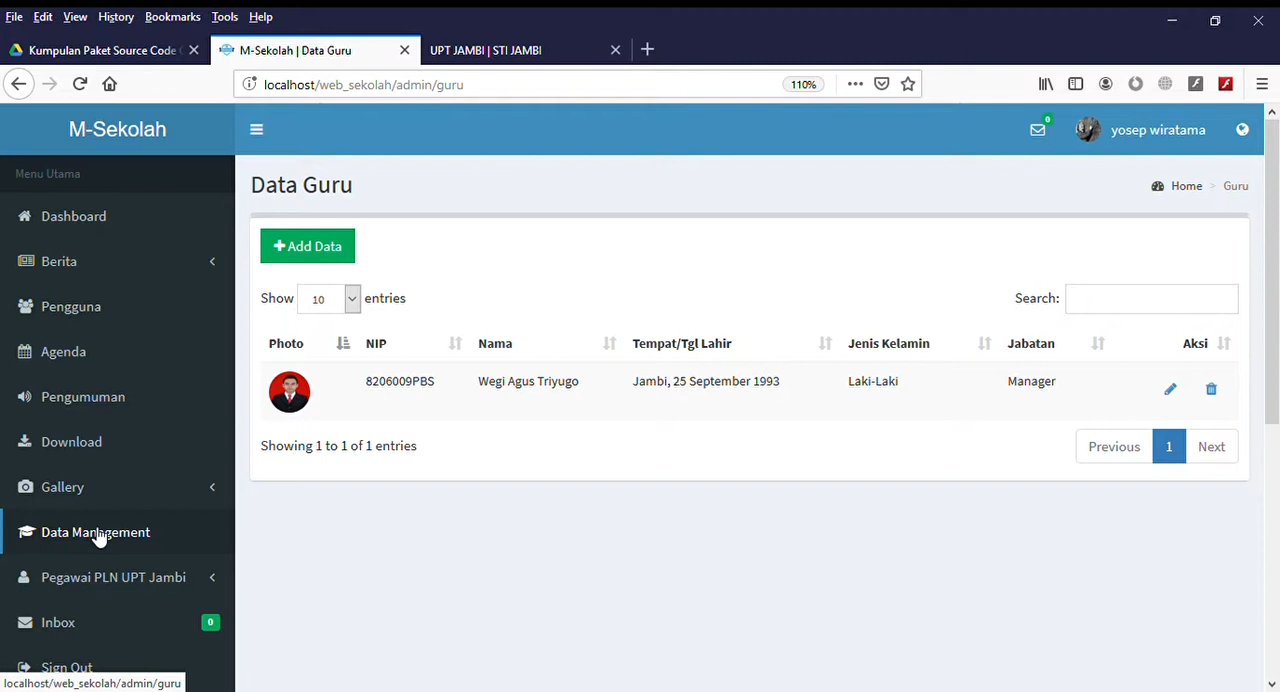 File Edit View History Bookmarks Tools Help
Kumpulan Paket Source Code
M-Sekolah | Data Guru
UPT JAMBI | STI JAMBI
localhost/web_sekolah/admin/guru
110%
M-Sekolah
0
yosep wiratama
Menu Utama
Data Guru
Home > Guru
Dashboard
Berita
Pengguna
Agenda
Pengumuman
Download
Gallery
Data Management
Pegawai PLN UPT Jambi
Inbox 0
Sign Out
Add Data
Show 10 entries
Search:
Photo NIP Nama Tempat/Tgl Lahir Jenis Kelamin Jabatan Aksi
8206009PBS Wegi Agus Triyugo Jambi, 25 September 1993 Laki-Laki Manager
Showing 1 to 1 of 1 entries
Previous 1 Next
localhost/web_sekolah/admin/guru